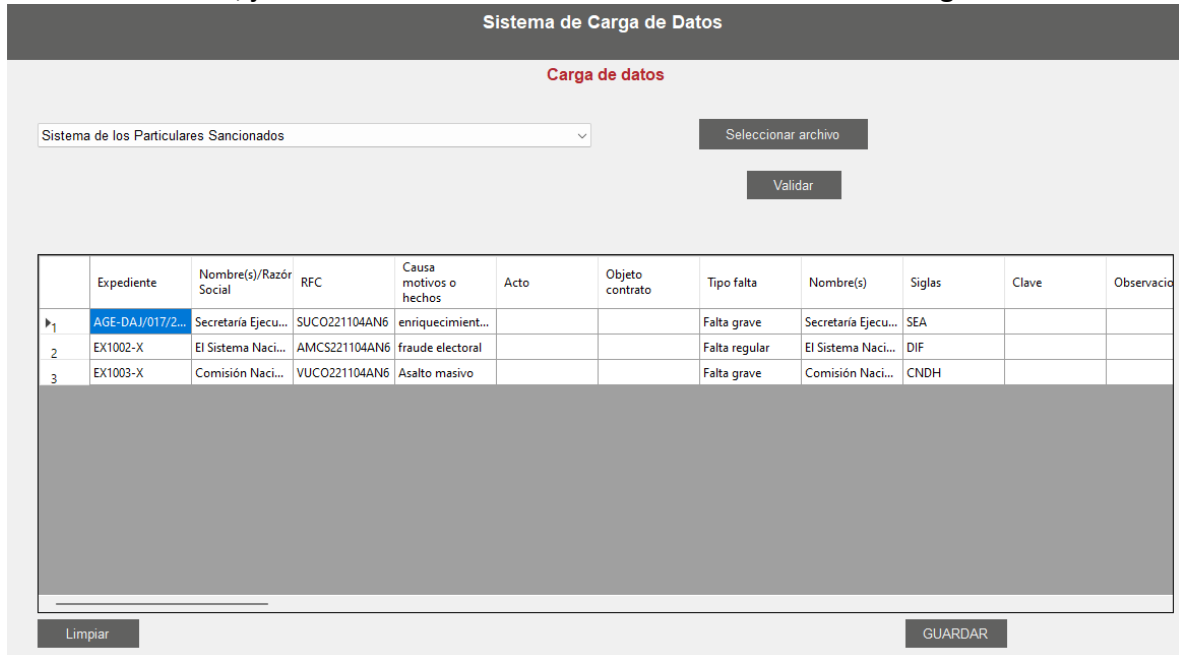 Sistema de Carga de Datos
Carga de datos
Sistema de los Particulares Sancionados
Seleccionar archivo
Validar
Expediente Nombre(s)/Razór Social RFC Causa motivos o hechos Acto Objeto contrato Tipo falta Nombre(s) Siglas Clave Observacio
1 AGE-DAJ/017/2... Secretaría Ejecu... SUCO221104AN6 enriquecimient... Falta grave Secretaría Ejecu... SEA
2 EX1002-X El Sistema Naci... AMCS221104AN6 fraude electoral Falta regular El Sistema Naci... DIF
3 EX1003-X Comisión Naci... VUCO221104AN6 Asalto masivo Falta grave Comisión Naci... CNDH
Limpiar GUARDAR